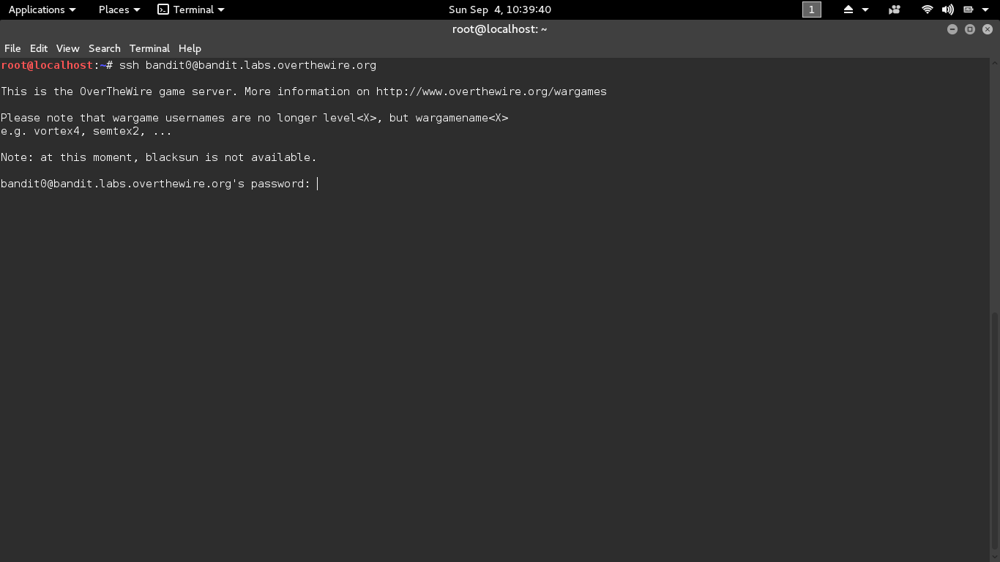 Applications Places Terminal Sun Sep 4, 10:39:40 1
root@localhost: ~
File Edit View Search Terminal Help
root@localhost:~# ssh bandit0@bandit.labs.overthewire.org
This is the OverTheWire game server. More information on http://www.overthewire.org/wargames
Please note that wargame usernames are no longer level<X>, but wargamename<X>
e.g. vortex4, semtex2, ...
Note: at this moment, blacksun is not available.
bandit0@bandit.labs.overthewire.org's password: